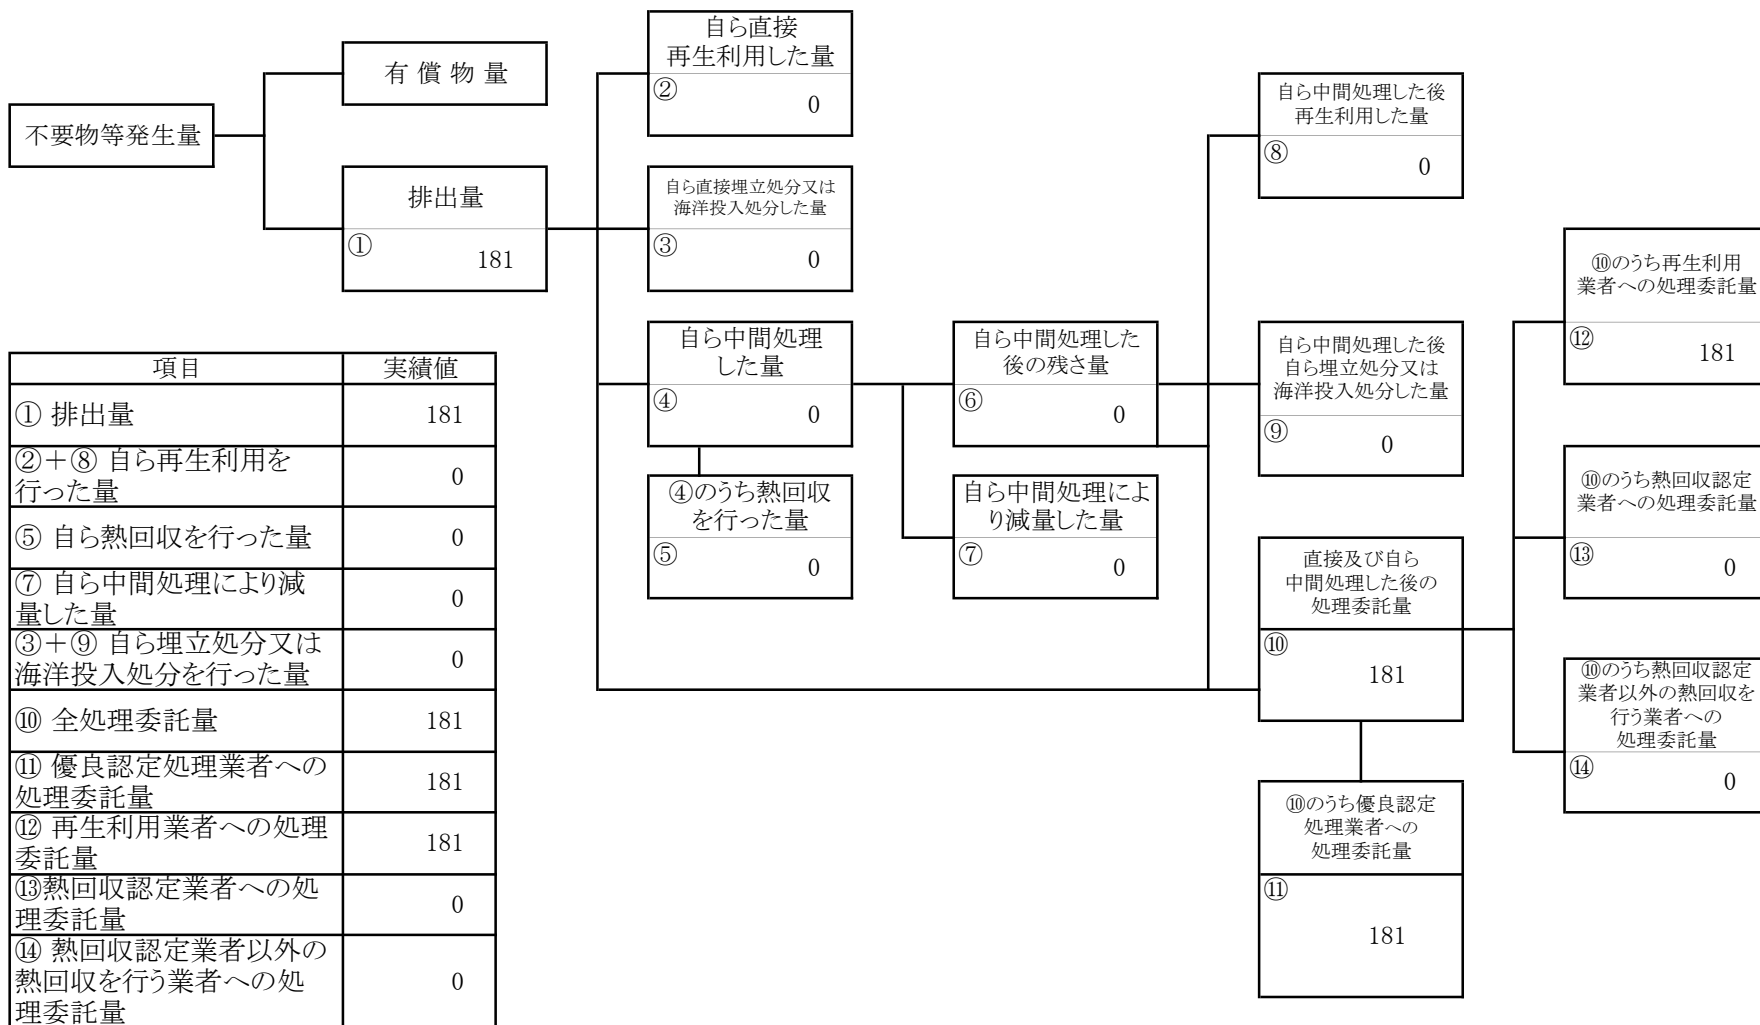 不要物等発生量
有償物量
排出量
①
181
自ら直接
再生利用した量
②
0
自ら直接埋立処分又は
海洋投入処分した量
③
0
自ら中間処理
した量
④
0
④のうち熱回収
を行った量
⑤
0
自ら中間処理した
後の残さ量
⑥
0
自ら中間処理によ
り減量した量
⑦
0
自ら中間処理した後
再生利用した量
⑧
0
自ら中間処理した後
自ら埋立処分又は
海洋投入処分した量
⑨
0
直接及び自ら
中間処理した後の
処理委託量
⑩
181
⑩のうち優良認定
処理業者への
処理委託量
⑪
181
⑩のうち再生利用
業者への処理委託量
⑫
181
⑩のうち熱回収認定
業者への処理委託量
⑬
0
⑩のうち熱回収認定
業者以外の熱回収を
行う業者への
処理委託量
⑭
0
項目 実績値
① 排出量 181
②+⑧ 自ら再生利用を
行った量 0
⑤ 自ら熱回収を行った量 0
⑦ 自ら中間処理により減
量した量 0
③+⑨ 自ら埋立処分又は
海洋投入処分を行った量 0
⑩ 全処理委託量 181
⑪ 優良認定処理業者への
処理委託量 181
⑫ 再生利用業者への処理
委託量 181
⑬熱回収認定業者への処
理委託量 0
⑭ 熱回収認定業者以外の
熱回収を行う業者への処
理委託量 0